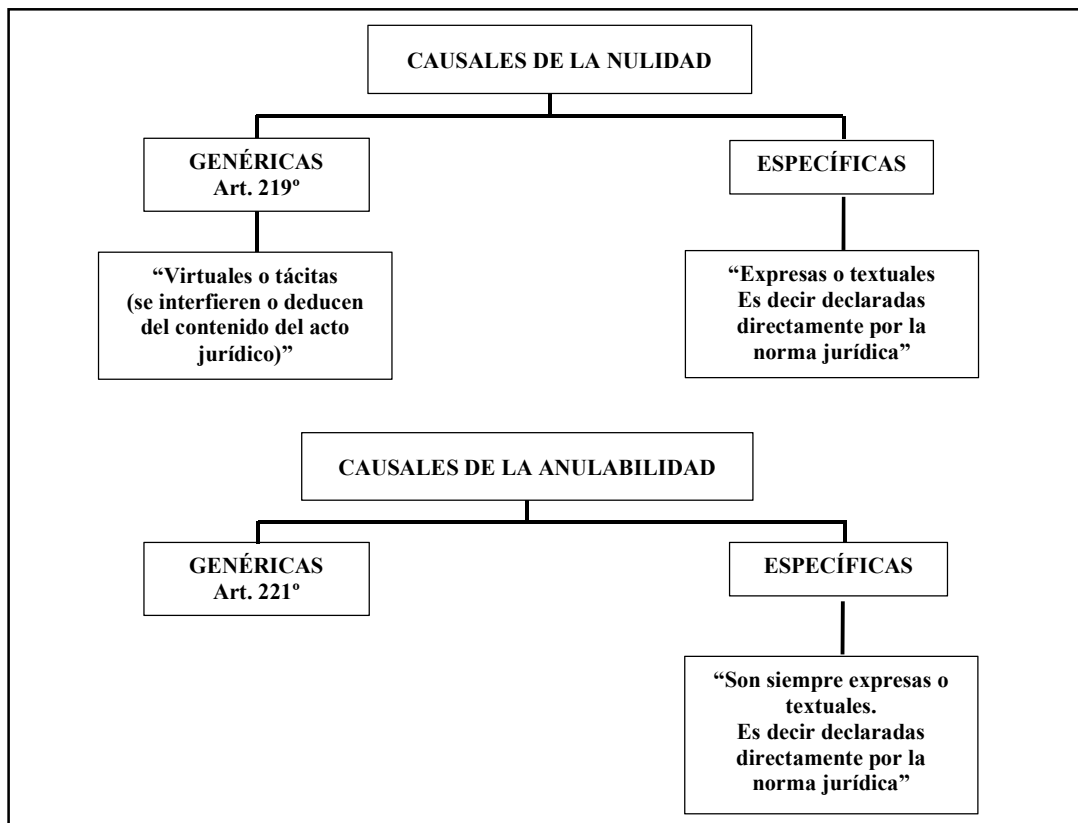 CAUSALES DE LA NULIDAD
GENÉRICAS
Art. 219º
ESPECÍFICAS
“Virtuales o tácitas
(se interfieren o deducen
del contenido del acto
jurídico)”
“Expresas o textuales
Es decir declaradas
directamente por la
norma jurídica”
CAUSALES DE LA ANULABILIDAD
GENÉRICAS
Art. 221º
ESPECÍFICAS
“Son siempre expresas o
textuales.
Es decir declaradas
directamente por la
norma jurídica”